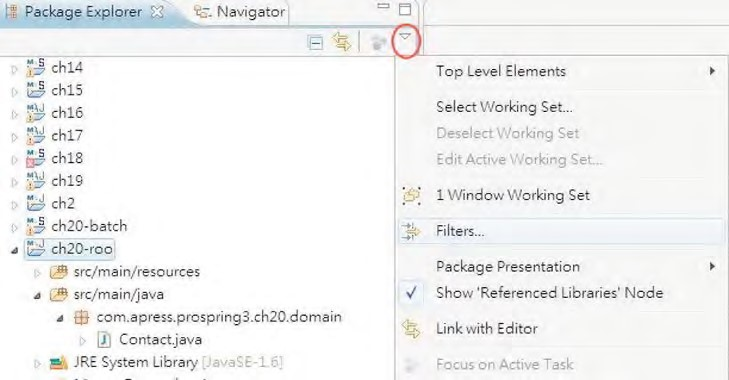 Package Explorer
Navigator
ch14
ch15
ch16
ch17
ch18
ch19
ch2
ch20-batch
ch20-roo
src/main/resources
src/main/java
com.apress.prospring3.ch20.domain
Contact.java
JRE System Library [JavaSE-1.6]
Top Level Elements
Select Working Set...
Deselect Working Set
Edit Active Working Set...
1 Window Working Set
Filters...
Package Presentation
Show 'Referenced Libraries' Node
Link with Editor
Focus on Active Task